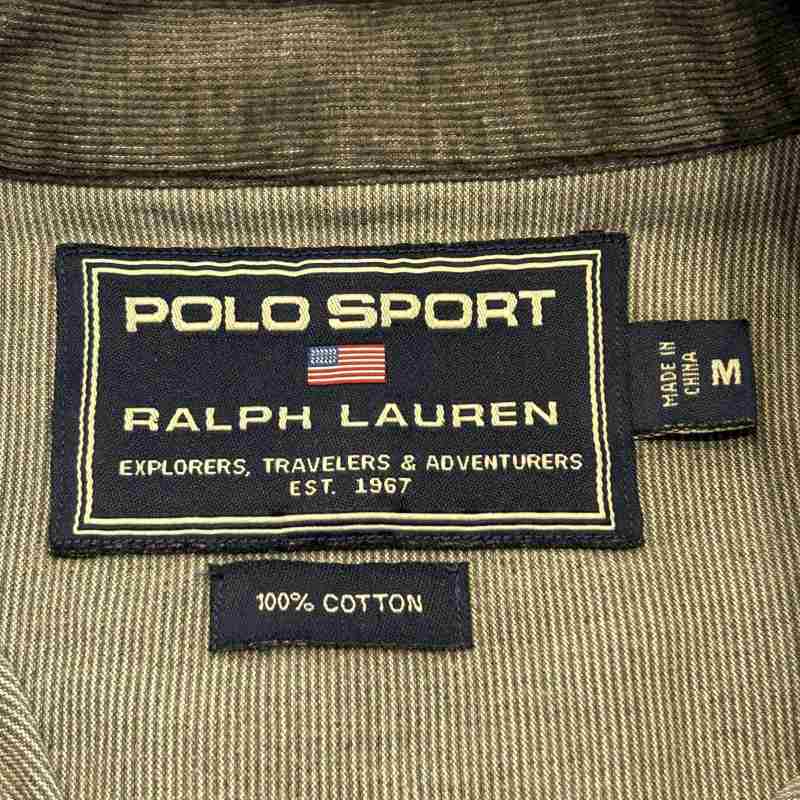 POLO SPORT
RALPH LAUREN
EXPLORERS, TRAVELERS & ADVENTURERS
EST. 1967
MADE IN
CHINA
M
100% COTTON